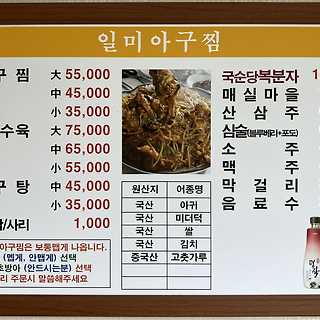 일미아구찜
구 찜 大 55,000
中 45,000
小 35,000
수육 大 75,000
中 65,000
小 55,000
구 탕 中 45,000
小 35,000
/사리 1,000
아구찜은 보통맵게 나옵니다.
(맵게, 안맵게) 선택
초방아 (안드시는분) 선택
리 주문시 말씀해주세요
원산지 어종명
국산 아귀
국산 미더덕
국산 쌀
국산 김치
중국산 고춧가루
국순당복분자 1
매실마을
산삼주
삼술(블루베리+포도)
소주
맥주
막걸리
음료수